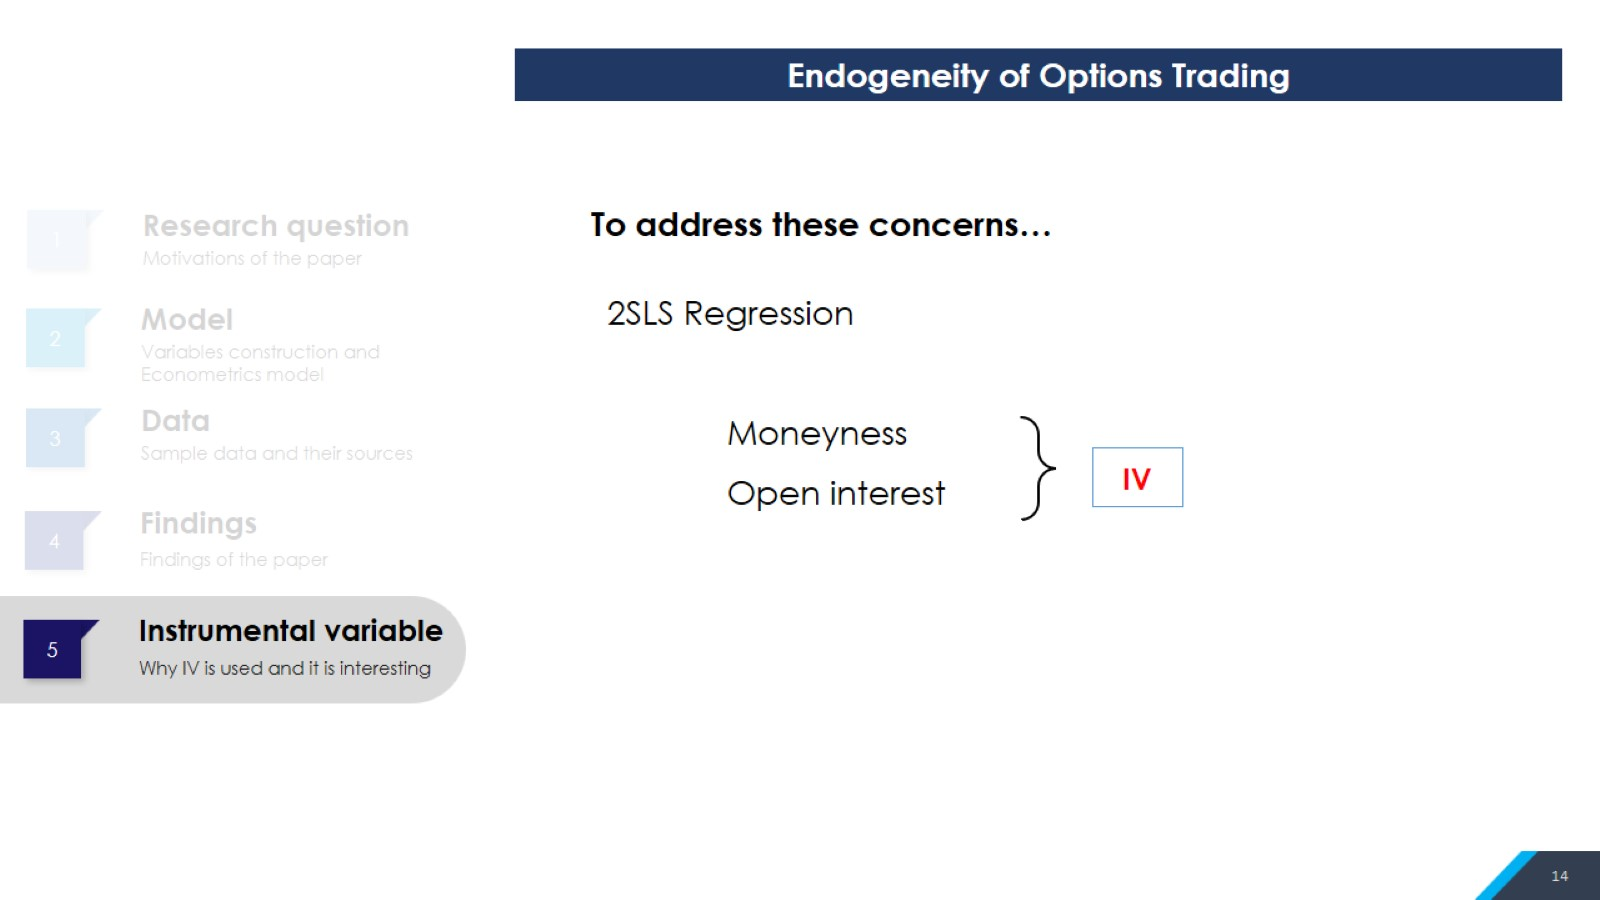 Endogeneity of Options Trading
1
Research question
Motivations of the paper
2
Model
Variables construction and
Econometrics model
3
Data
Sample data and their sources
4
Findings
Findings of the paper
5
Instrumental variable
Why IV is used and it is interesting
To address these concerns...
2SLS Regression
Moneyness
Open interest
IV
14